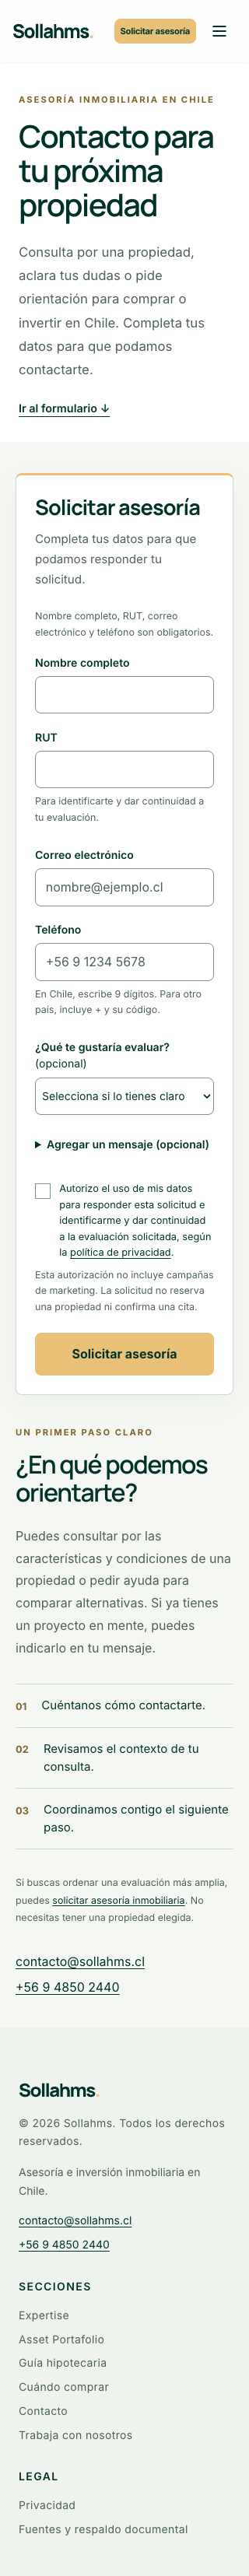 Sollahms.
Solicitar asesoría
ASESORÍA INMOBILIARIA EN CHILE
Contacto para
tu próxima
propiedad
Consulta por una propiedad,
aclara tus dudas o pide
orientación para comprar o
invertir en Chile. Completa tus
datos para que podamos
contactarte.
Ir al formulario ↓
Solicitar asesoría
Completa tus datos para que
podamos responder tu
solicitud.
Nombre completo, RUT, correo
electrónico y teléfono son obligatorios.
Nombre completo
RUT
Para identificarte y dar continuidad a
tu evaluación.
Correo electrónico
nombre@ejemplo.cl
Teléfono
+56 9 1234 5678
En Chile, escribe 9 dígitos. Para otro
país, incluye + y su código.
¿Qué te gustaría evaluar?
(opcional)
Selecciona si lo tienes claro
▶ Agregar un mensaje (opcional)
Autorizo el uso de mis datos
para responder esta solicitud e
identificarme y dar continuidad
a la evaluación solicitada, según
la política de privacidad.
Esta autorización no incluye campañas
de marketing. La solicitud no reserva
una propiedad ni confirma una cita.
Solicitar asesoría
UN PRIMER PASO CLARO
¿En qué podemos
orientarte?
Puedes consultar por las
características y condiciones de una
propiedad o pedir ayuda para
comparar alternativas. Si ya tienes
un proyecto en mente, puedes
indicarlo en tu mensaje.
01 Cuéntanos cómo contactarte.
02 Revisamos el contexto de tu
consulta.
03 Coordinamos contigo el siguiente
paso.
Si buscas ordenar una evaluación más amplia,
puedes solicitar asesoría inmobiliaria. No
necesitas tener una propiedad elegida.
contacto@sollahms.cl
+56 9 4850 2440
Sollahms.
© 2026 Sollahms. Todos los derechos
reservados.
Asesoría e inversión inmobiliaria en
Chile.
contacto@sollahms.cl
+56 9 4850 2440
SECCIONES
Expertise
Asset Portafolio
Guía hipotecaria
Cuándo comprar
Contacto
Trabaja con nosotros
LEGAL
Privacidad
Fuentes y respaldo documental